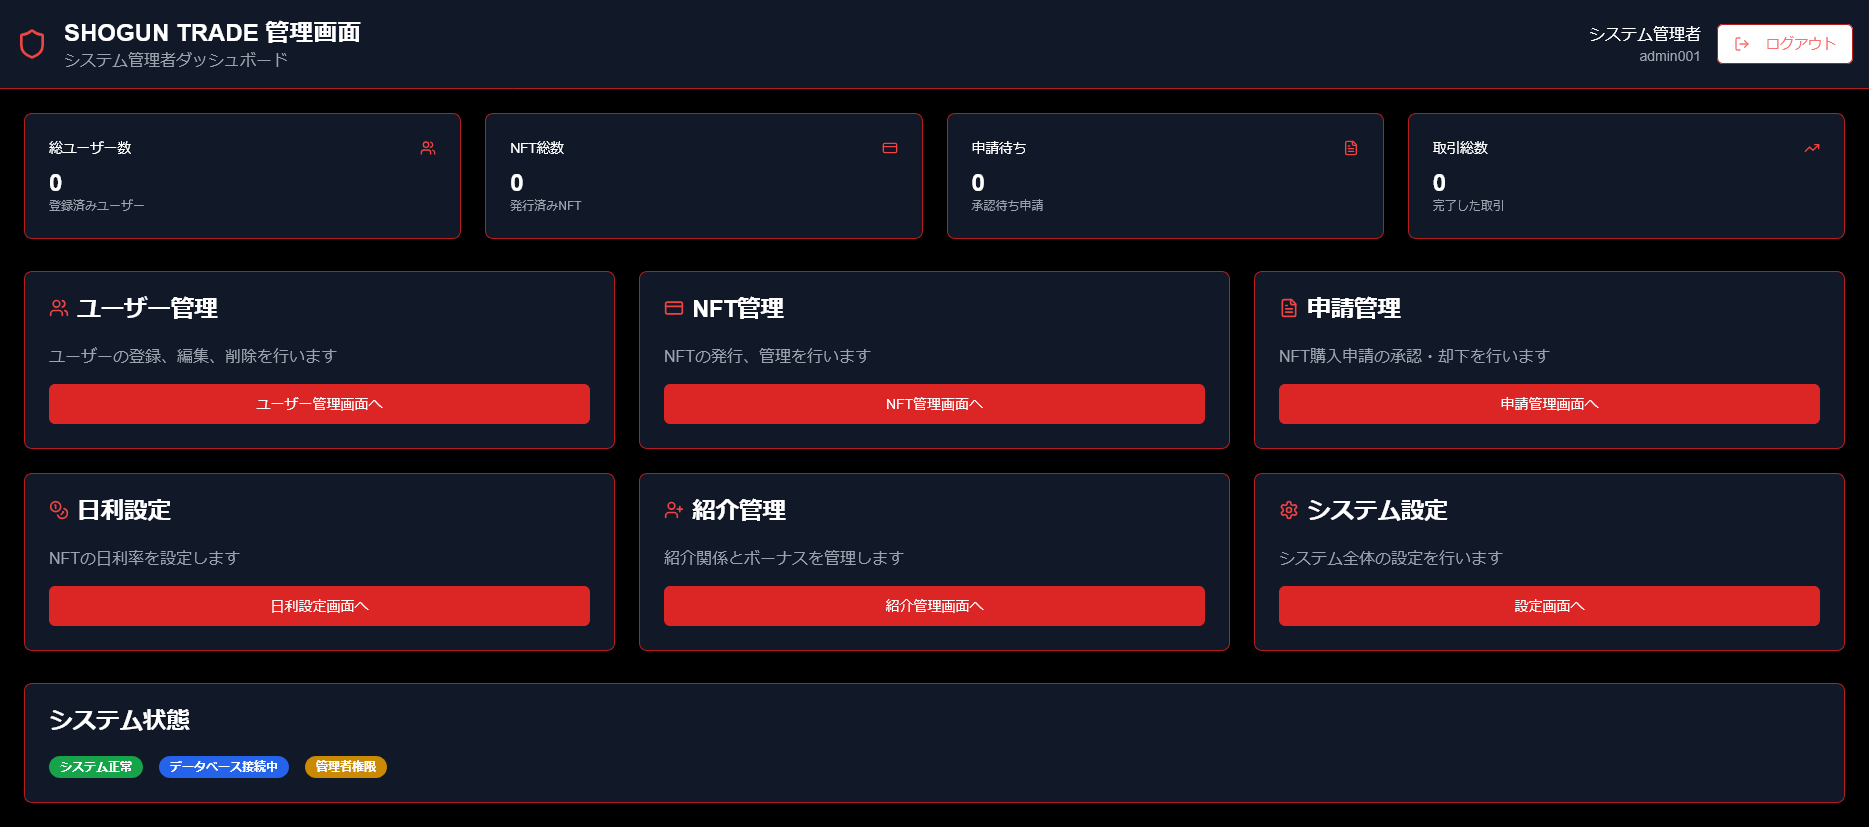 SHOGUN TRADE 管理画面
システム管理者ダッシュボード
システム管理者
admin001
ログアウト
総ユーザー数
0
登録済みユーザー
NFT総数
0
発行済みNFT
申請待ち
0
承認待ち申請
取引総数
0
完了した取引
ユーザー管理
ユーザーの登録、編集、削除を行います
ユーザー管理画面へ
NFT管理
NFTの発行、管理を行います
NFT管理画面へ
申請管理
NFT購入申請の承認・却下を行います
申請管理画面へ
日利設定
NFTの日利率を設定します
日利設定画面へ
紹介管理
紹介関係とボーナスを管理します
紹介管理画面へ
システム設定
システム全体の設定を行います
設定画面へ
システム状態
システム正常
データベース接続中
管理者権限